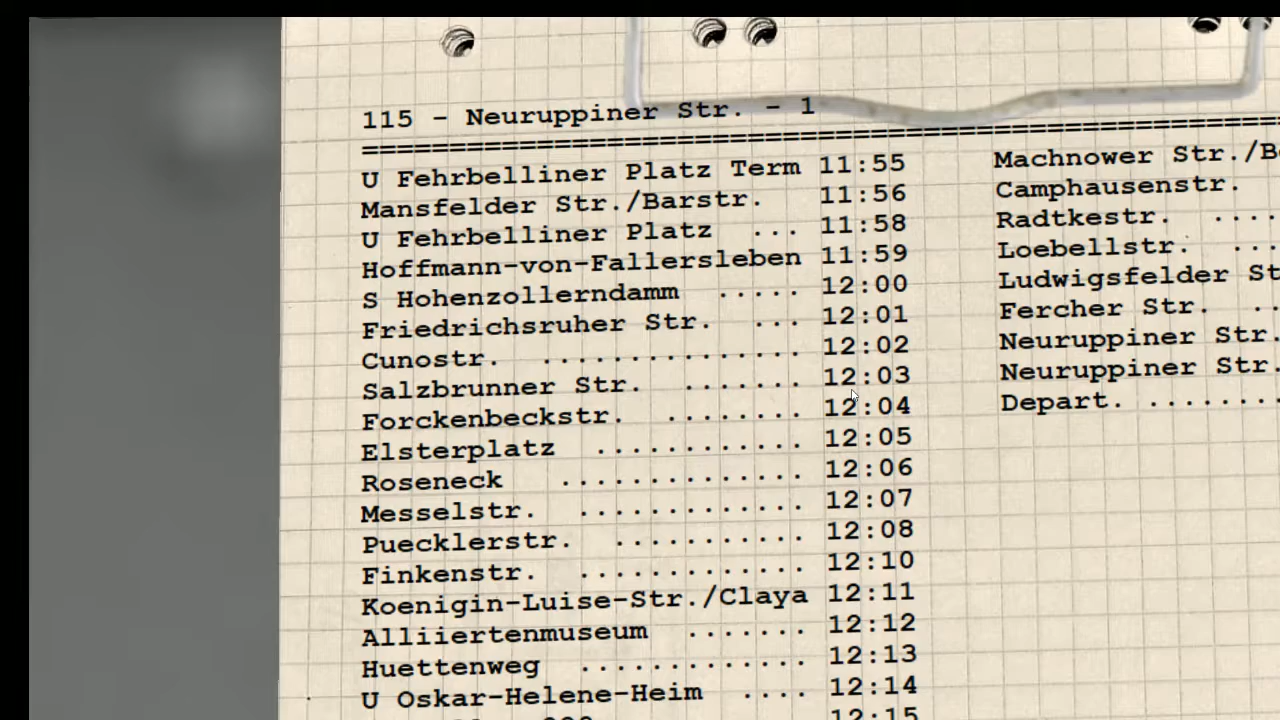 115 - Neuruppiner Str. - 1
U Fehrbelliner Platz Term 11:55
Mansfelder Str./Barstr. 11:56
U Fehrbelliner Platz ... 11:58
Hoffmann-von-Fallersleben 11:59
S Hohenzollerndamm ..... 12:00
Friedrichsruher Str. ... 12:01
Cunostr. ............... 12:02
Salzbrunner Str. ....... 12:03
Forckenbeckstr. ........ 12:04
Elsterplatz ............ 12:05
Roseneck .............. 12:06
Messelstr. ............. 12:07
Puecklerstr. ........... 12:08
Finkenstr. ............. 12:10
Koenigin-Luise-Str./Claya 12:11
Alliiertenmuseum ....... 12:12
Huettenweg ............. 12:13
U Oskar-Helene-Heim .... 12:14
12:15
Machnower Str./B
Camphausenstr.
Radtkestr. ....
Loebellstr. ...
Ludwigsfelder St
Fercher Str. ..
Neuruppiner Str.
Neuruppiner Str.
Depart. ........